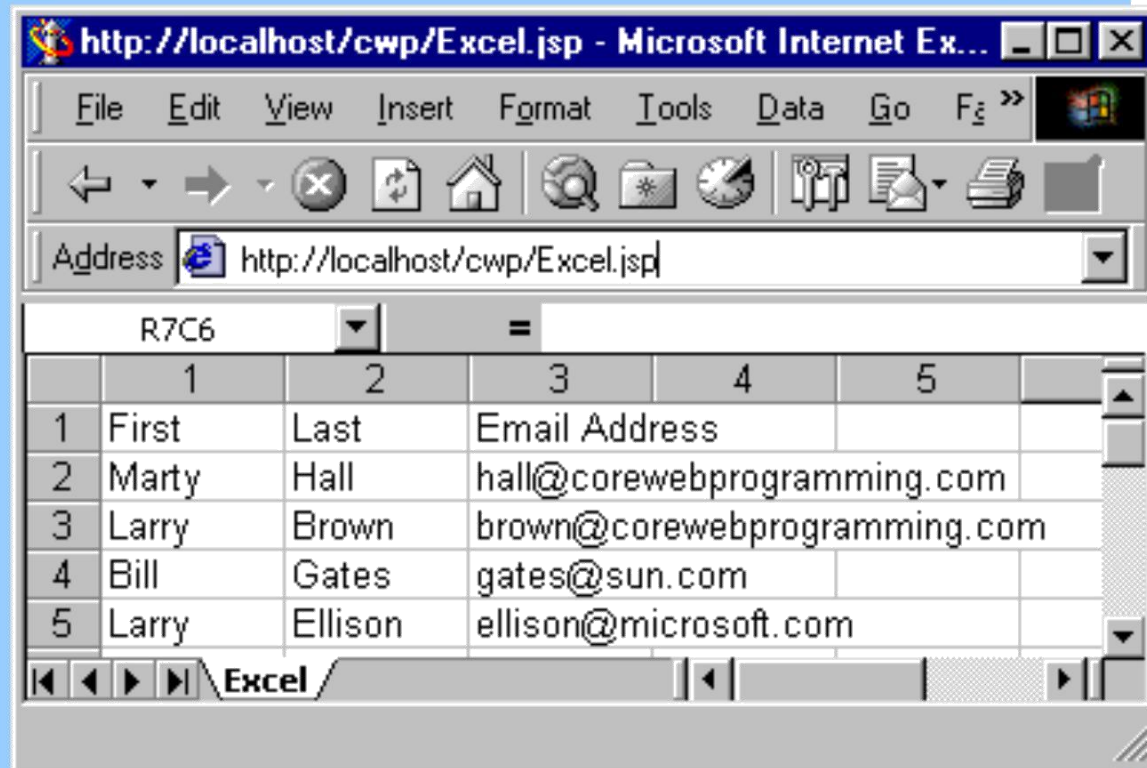 http://localhost/cwp/Excel.jsp - Microsoft Internet Ex...
File Edit View Insert Format Tools Data Go Fa »
Address http://localhost/cwp/Excel.jsp
R7C6 =
1 2 3 4 5
1 First Last Email Address
2 Marty Hall hall@corewebprogramming.com
3 Larry Brown brown@corewebprogramming.com
4 Bill Gates gates@sun.com
5 Larry Ellison ellison@microsoft.com
Excel